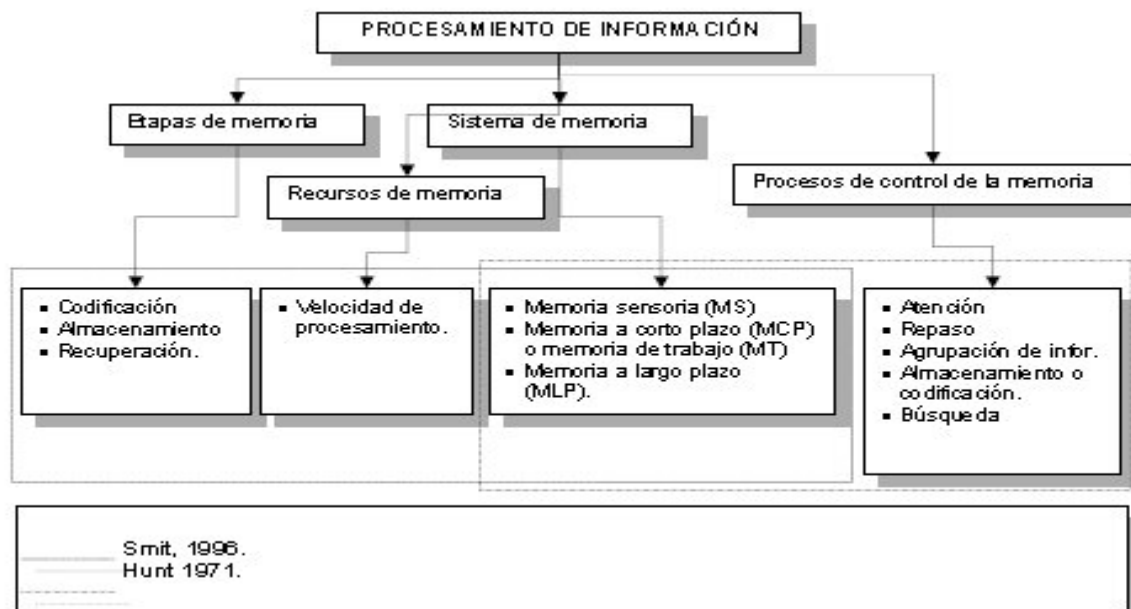 PROCESAMIENTO DE INFORMACIÓN
Etapas de memoria
Sistema de memoria
Recursos de memoria
Procesos de control de la memoria
▪ Codificación
▪ Almacenamiento
▪ Recuperación.
▪ Velocidad de
procesamiento.
▪ Memoria sensoria (MS)
▪ Memoria a corto plazo (MCP)
o memoria de trabajo (MT)
▪ Memoria a largo plazo
(MLP).
▪ Atención
▪ Repaso
▪ Agrupación de infor.
▪ Almacenamiento o
codificación.
▪ Búsqueda
Smit, 1996.
Hunt 1971.